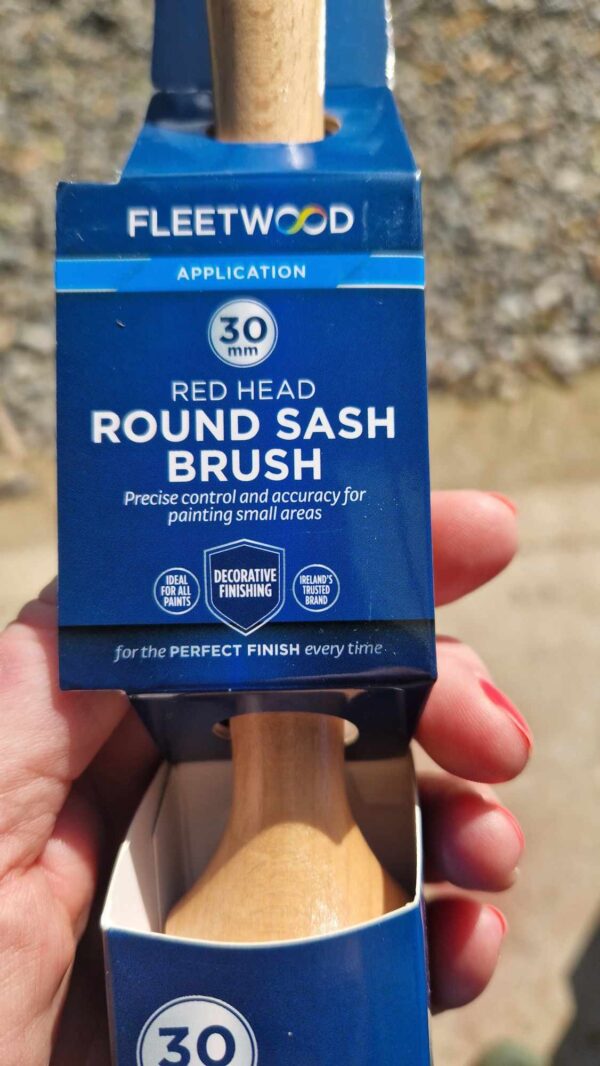 FLEETWOOD
APPLICATION
30
mm
RED HEAD
ROUND SASH
BRUSH
Precise control and accuracy for
painting small areas
IDEAL
FOR ALL
PAINTS
DECORATIVE
FINISHING
IRELAND'S
TRUSTED
BRAND
for the PERFECT FINISH every time
30